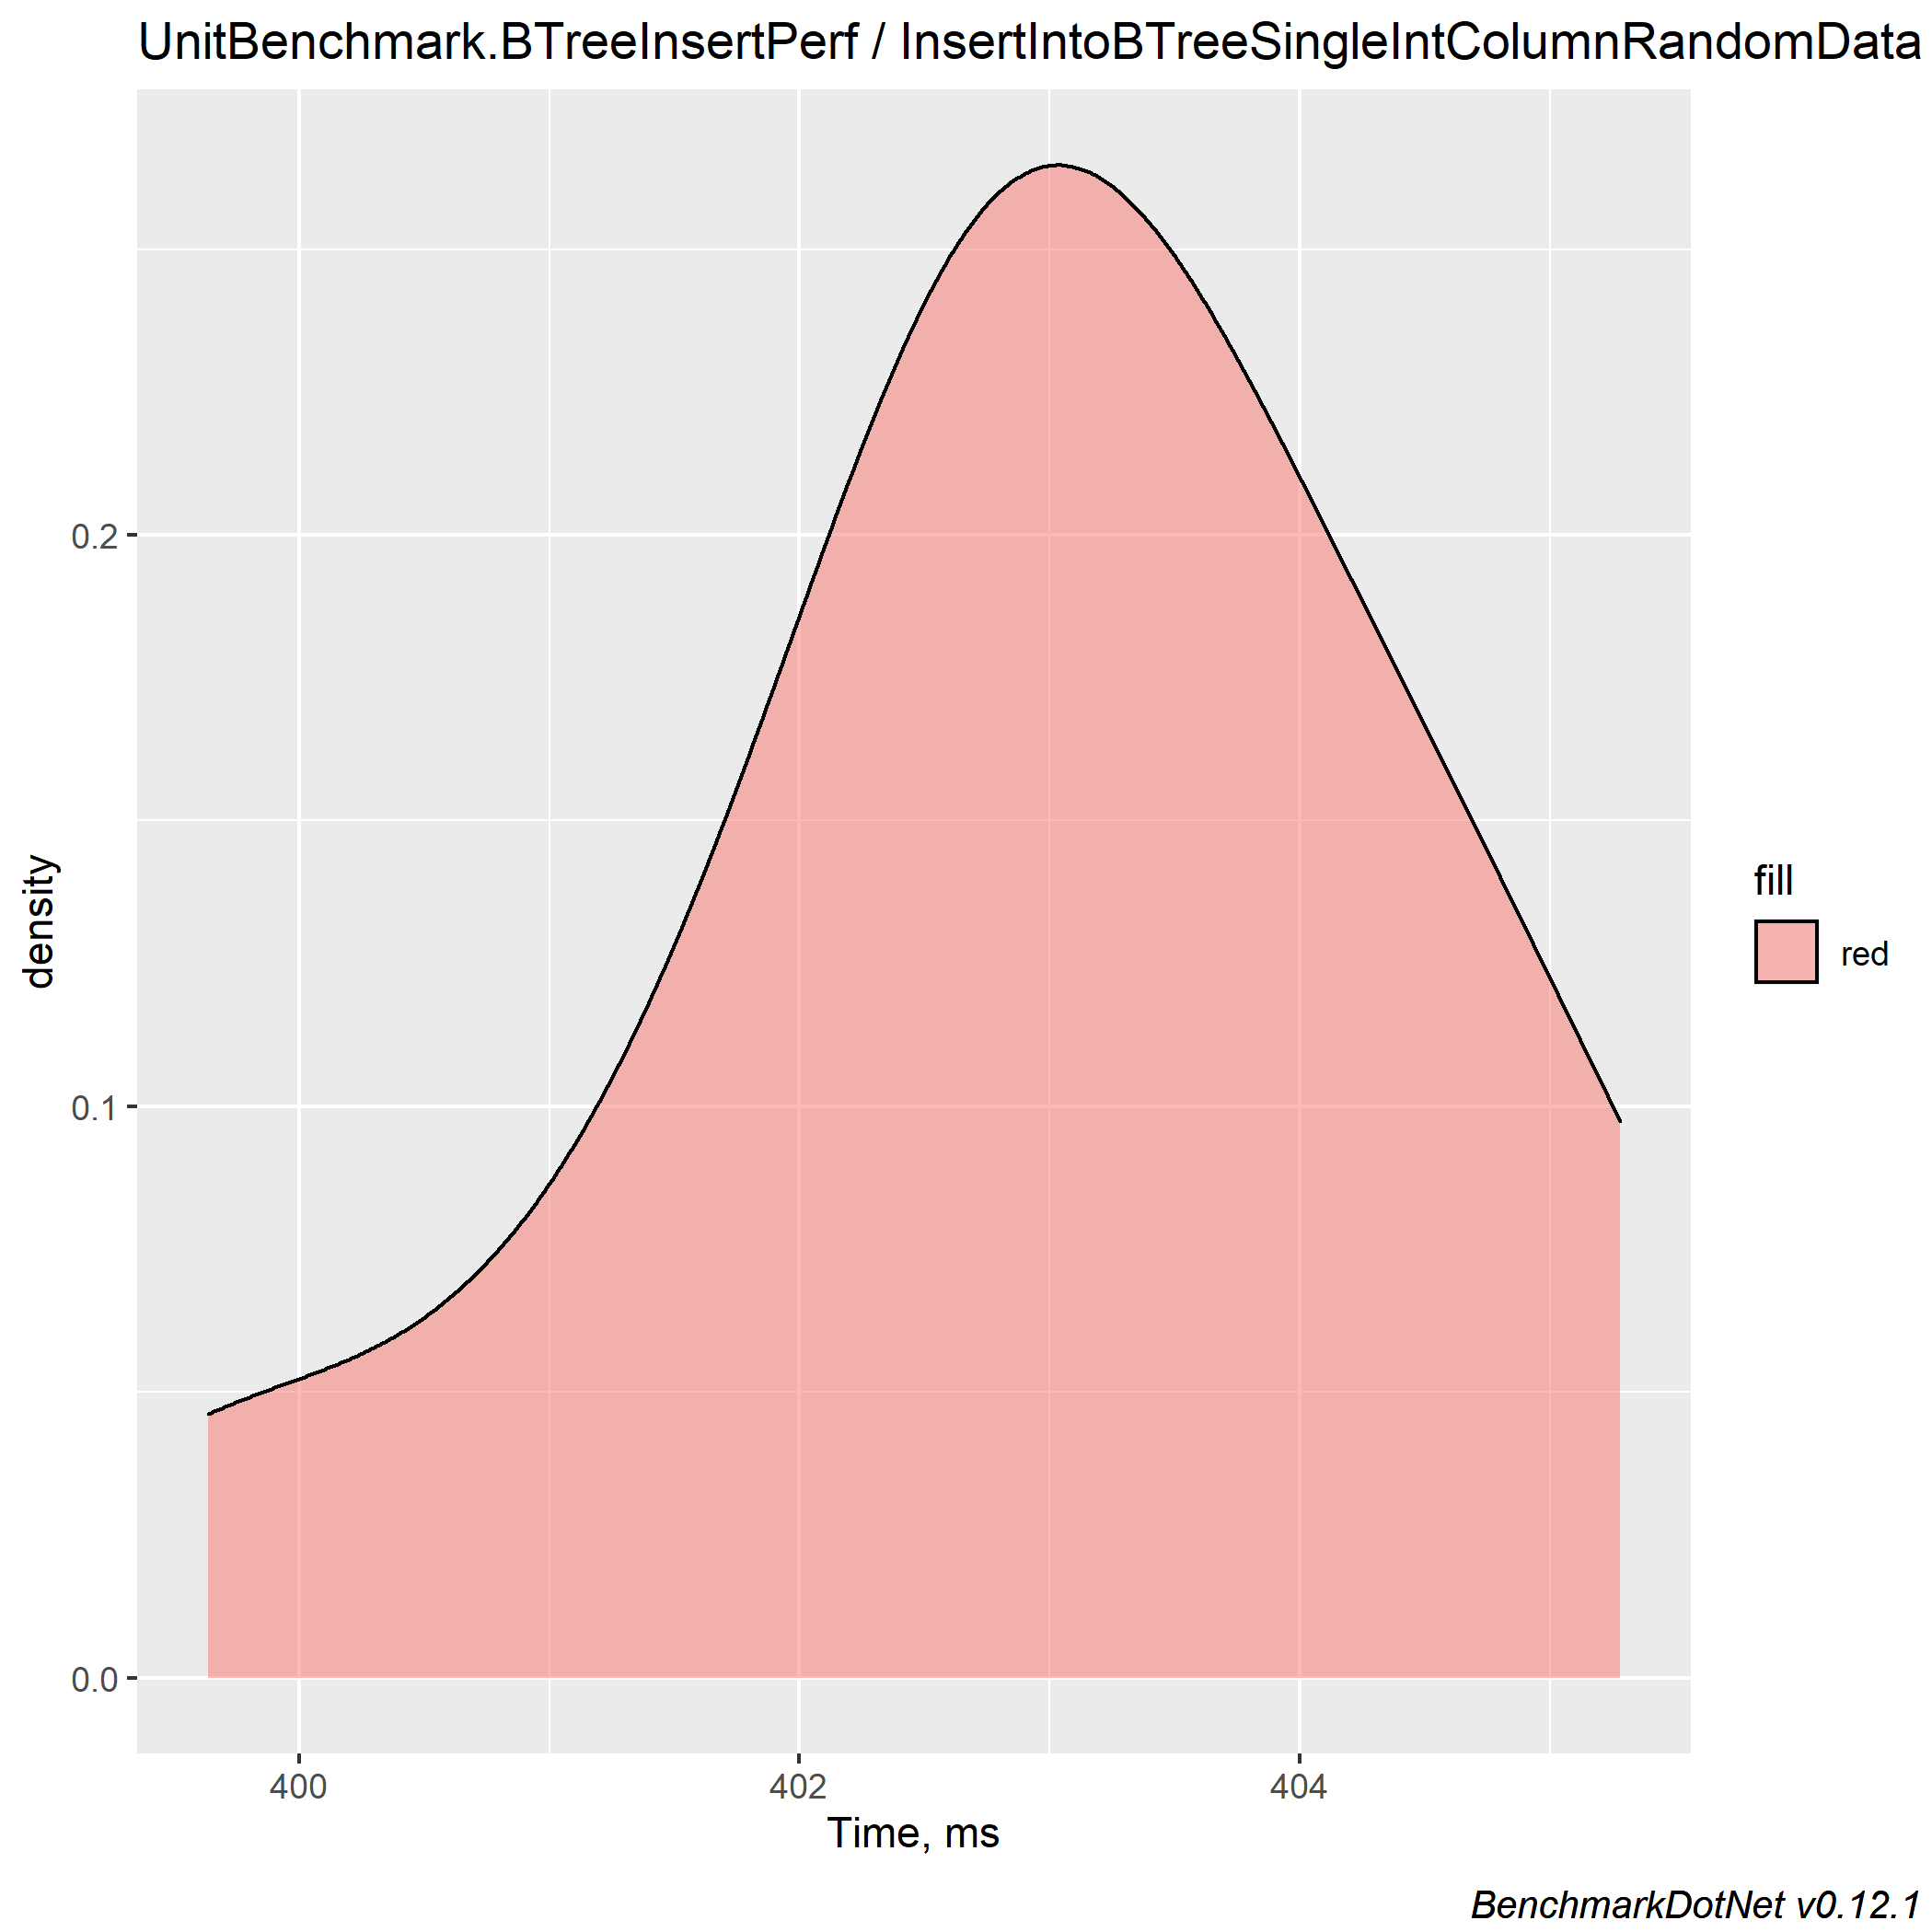 UnitBenchmark.BTreeInsertPerf / InsertIntoBTreeSingleIntColumnRandomData
density
0.2
0.1
0.0
400 402 404
Time, ms
fill
red
BenchmarkDotNet v0.12.1